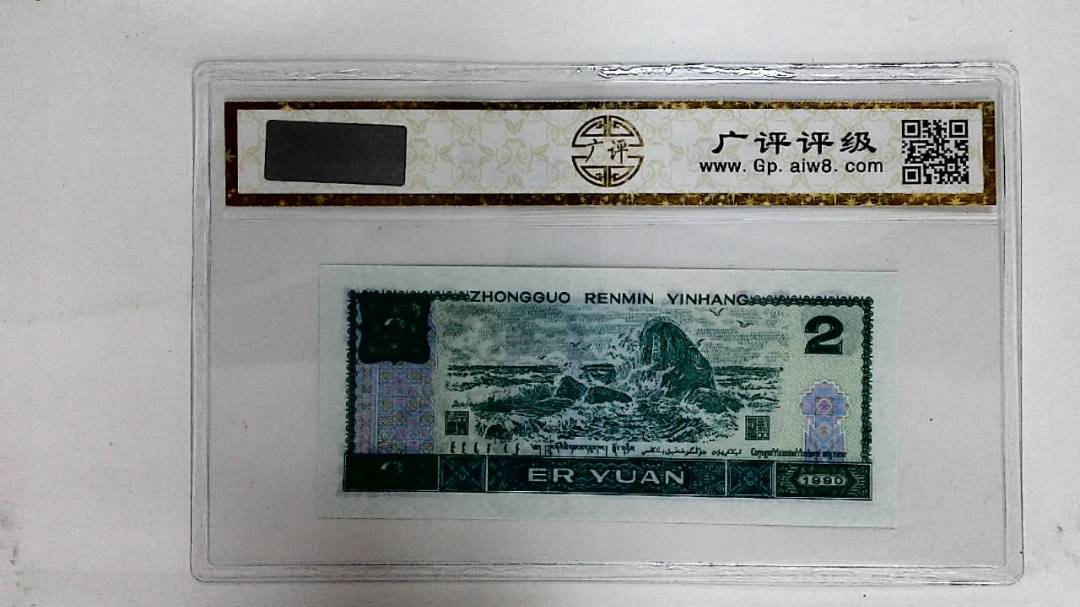 广评
广评评级
www. Gp. aiw8. com
ZHONGGUO RENMIN YINHANG
2
ER YUAN
1990